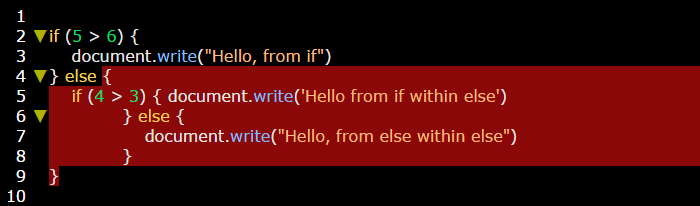 1
2 ▼if (5 > 6) {
3 document.write("Hello, from if")
4 ▼} else {
5 if (4 > 3) { document.write('Hello from if within else')
6 ▼ } else {
7 document.write("Hello, from else within else")
8 }
9 }
10